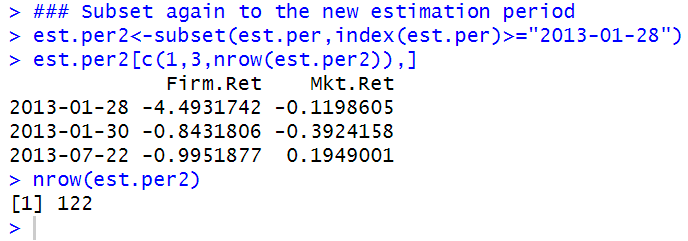 > ### Subset again to the new estimation period
> est.per2<-subset(est.per,index(est.per)>="2013-01-28")
> est.per2[c(1,3,nrow(est.per2)),]
             Firm.Ret    Mkt.Ret
2013-01-28 -4.4931742 -0.1198605
2013-01-30 -0.8431806 -0.3924158
2013-07-22 -0.9951877  0.1949001
> nrow(est.per2)
[1] 122
>